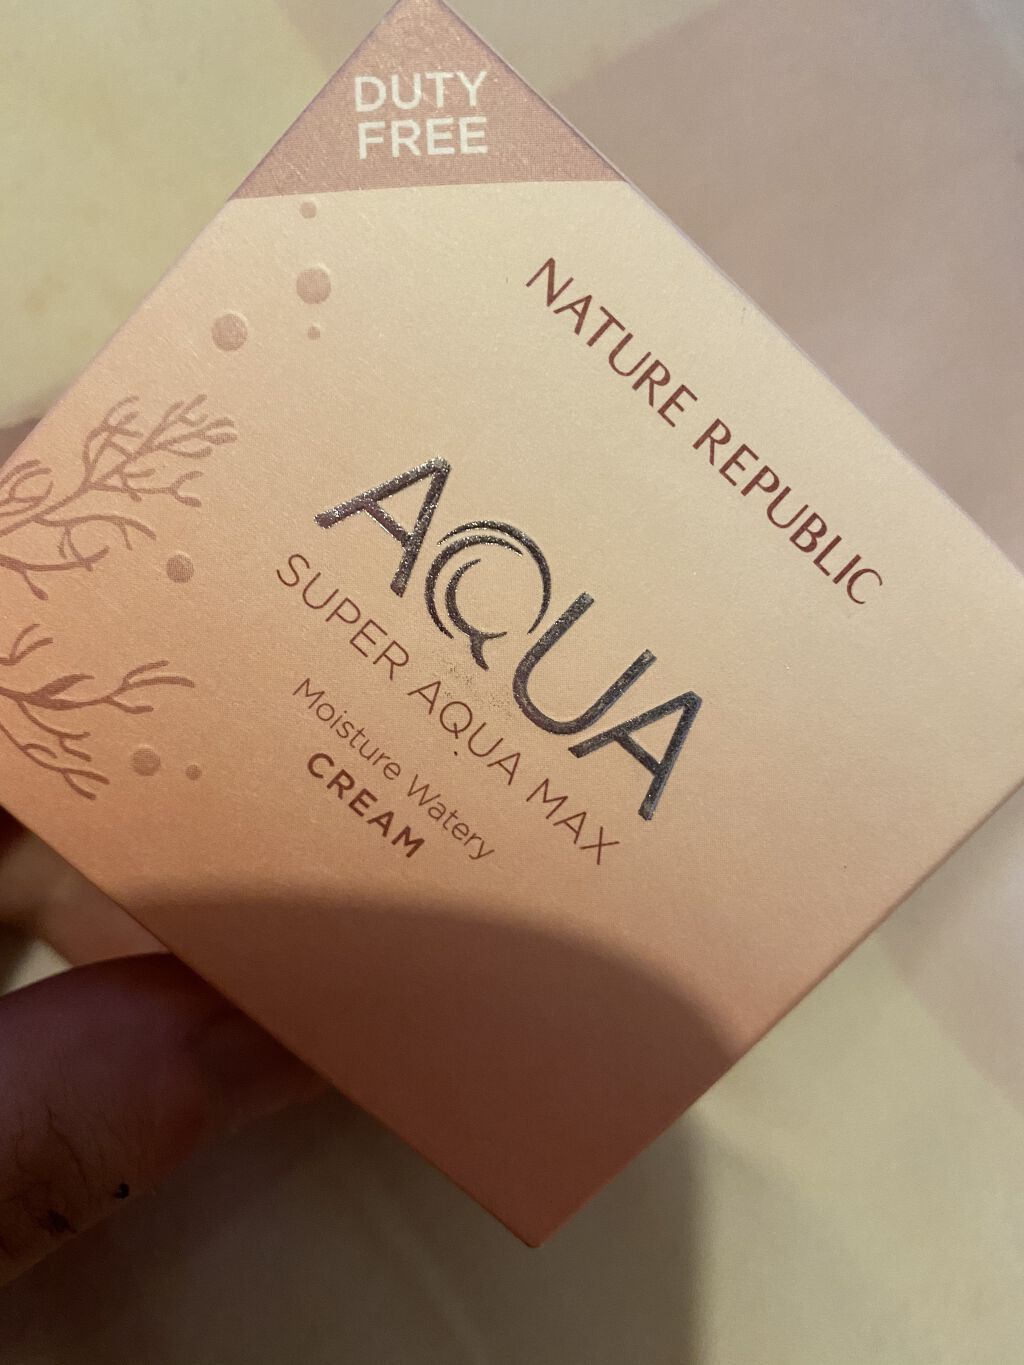 DUTY
FREE
NATURE REPUBLIC
AQUA
SUPER AQUA MAX
Moisture Watery
CREAM